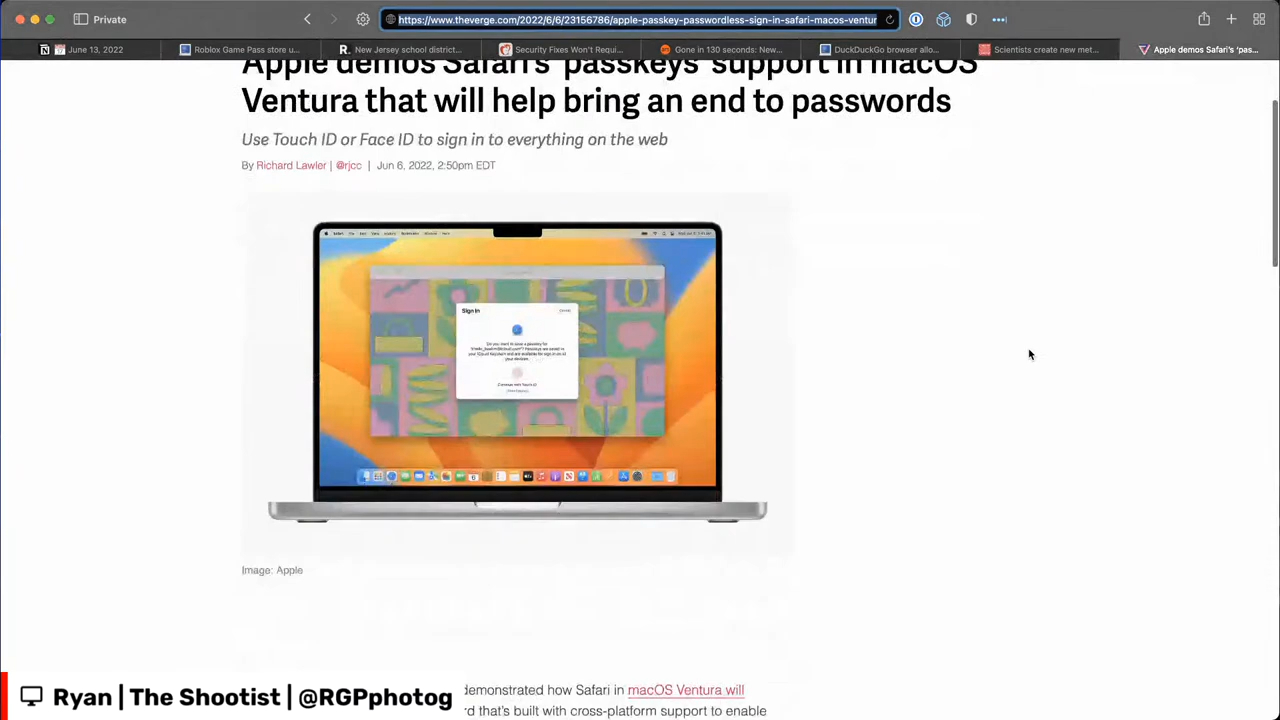 Private
https://www.theverge.com/2022/6/6/23156786/apple-passkey-passwordless-sign-in-safari-macos-ventur
June 13, 2022
Roblox Game Pass store u...
New Jersey school district...
Security Fixes Won't Requi...
Gone in 130 seconds: New...
DuckDuckGo browser allo...
Scientists create new met...
Apple demos Safari's 'pas...
Apple demos Safari's 'passkeys' support in macOS
Ventura that will help bring an end to passwords
Use Touch ID or Face ID to sign in to everything on the web
By Richard Lawler | @rjcc | Jun 6, 2022, 2:50pm EDT
Sign In
Image: Apple
demonstrated how Safari in macOS Ventura will
rd that's built with cross-platform support to enable
Ryan | The Shootist | @RGPphotog